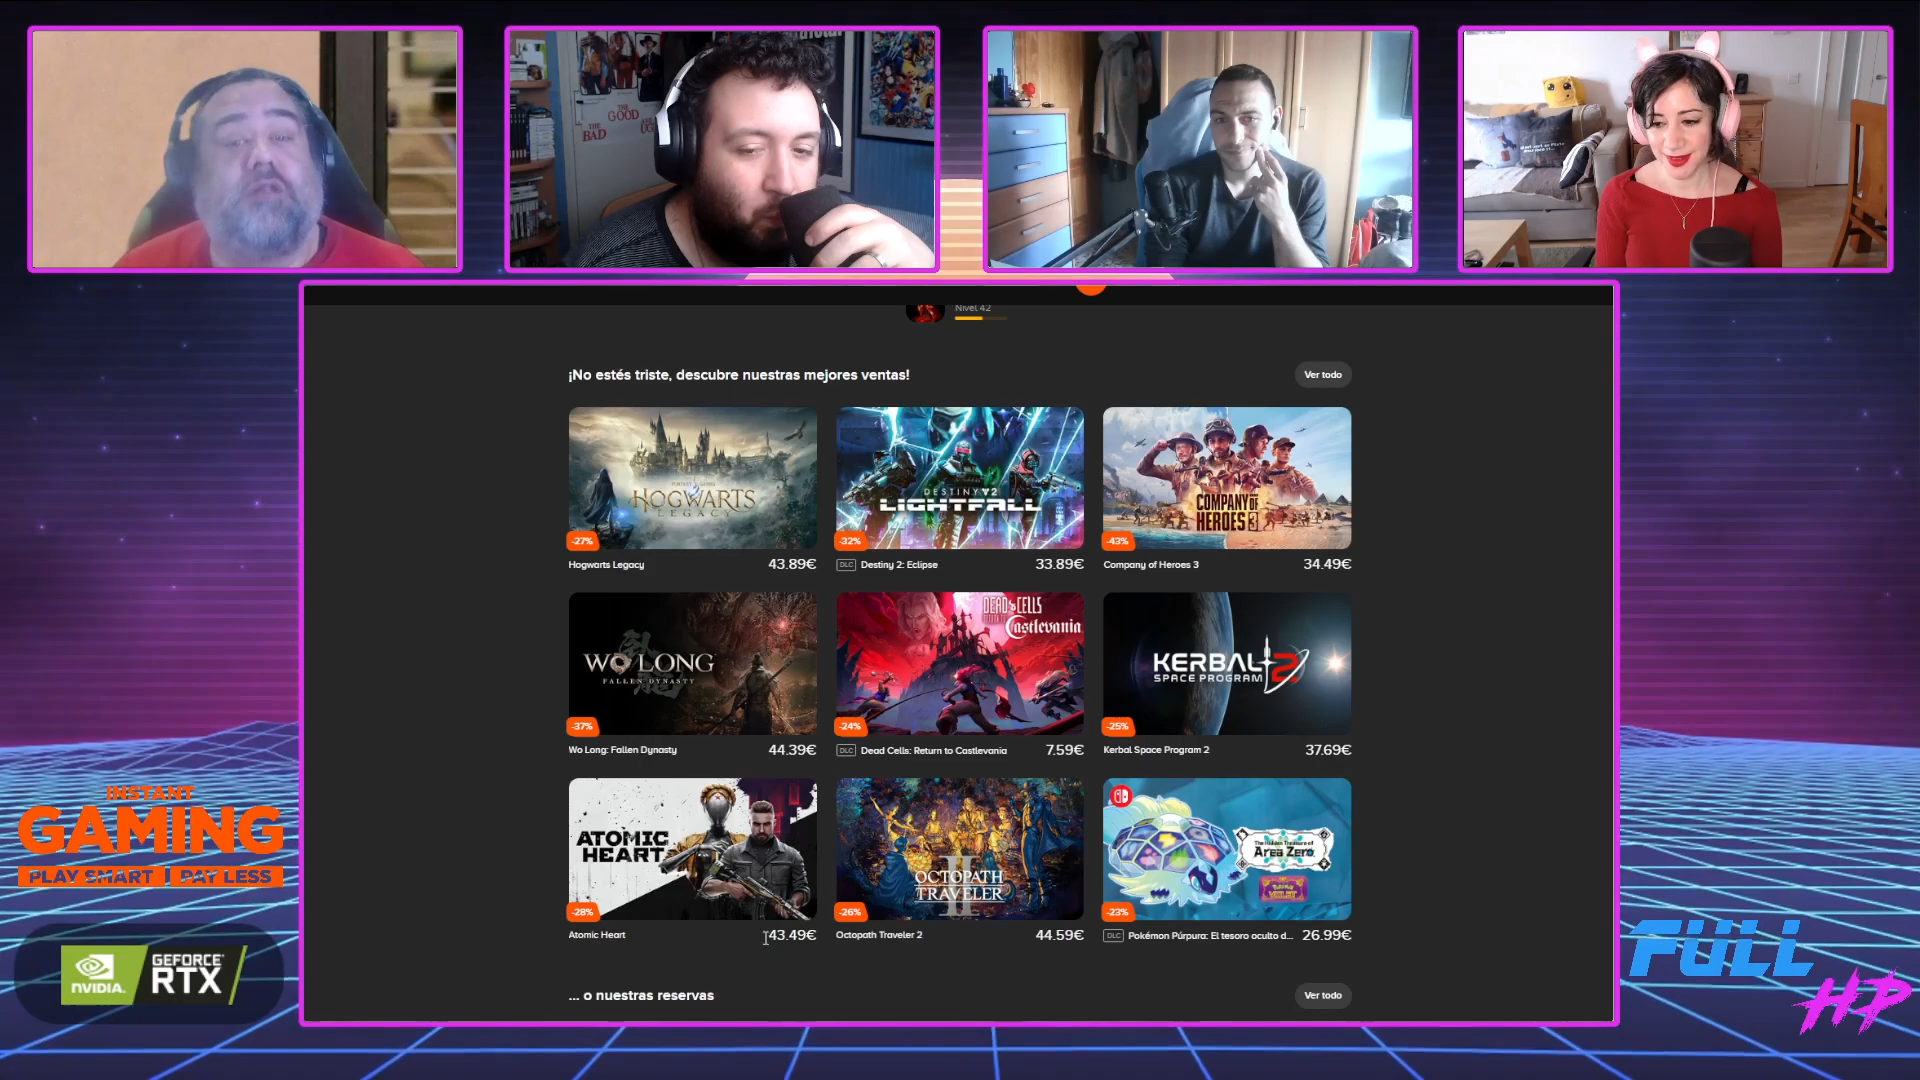 THE GOOD
THE BAD
Nivel 42
¡No estés triste, descubre nuestras mejores ventas!
Ver todo
HOGWARTS
LEGACY
-27%
Hogwarts Legacy
43.89€
DESTINY 2
LIGHTFALL
-32%
DLC
Destiny 2: Eclipse
33.89€
COMPANY OF
HEROES 3
-43%
Company of Heroes 3
34.49€
WO LONG
FALLEN DYNASTY
-37%
Wo Long: Fallen Dynasty
44.39€
DEAD CELLS
Castlevania
-24%
DLC
Dead Cells: Return to Castlevania
7.59€
KERBAL 2
SPACE PROGRAM
-25%
Kerbal Space Program 2
37.69€
ATOMIC
HEART
-28%
Atomic Heart
43.49€
OCTOPATH
TRAVELER
II
-26%
Octopath Traveler 2
44.59€
The Hidden Treasure of
Area Zero
-23%
DLC
Pokémon Púrpura: El tesoro oculto d...
26.99€
... o nuestras reservas
Ver todo
INSTANT
GAMING
PLAY SMART PAY LESS
NVIDIA.
GEFORCE
RTX
FULL
HP